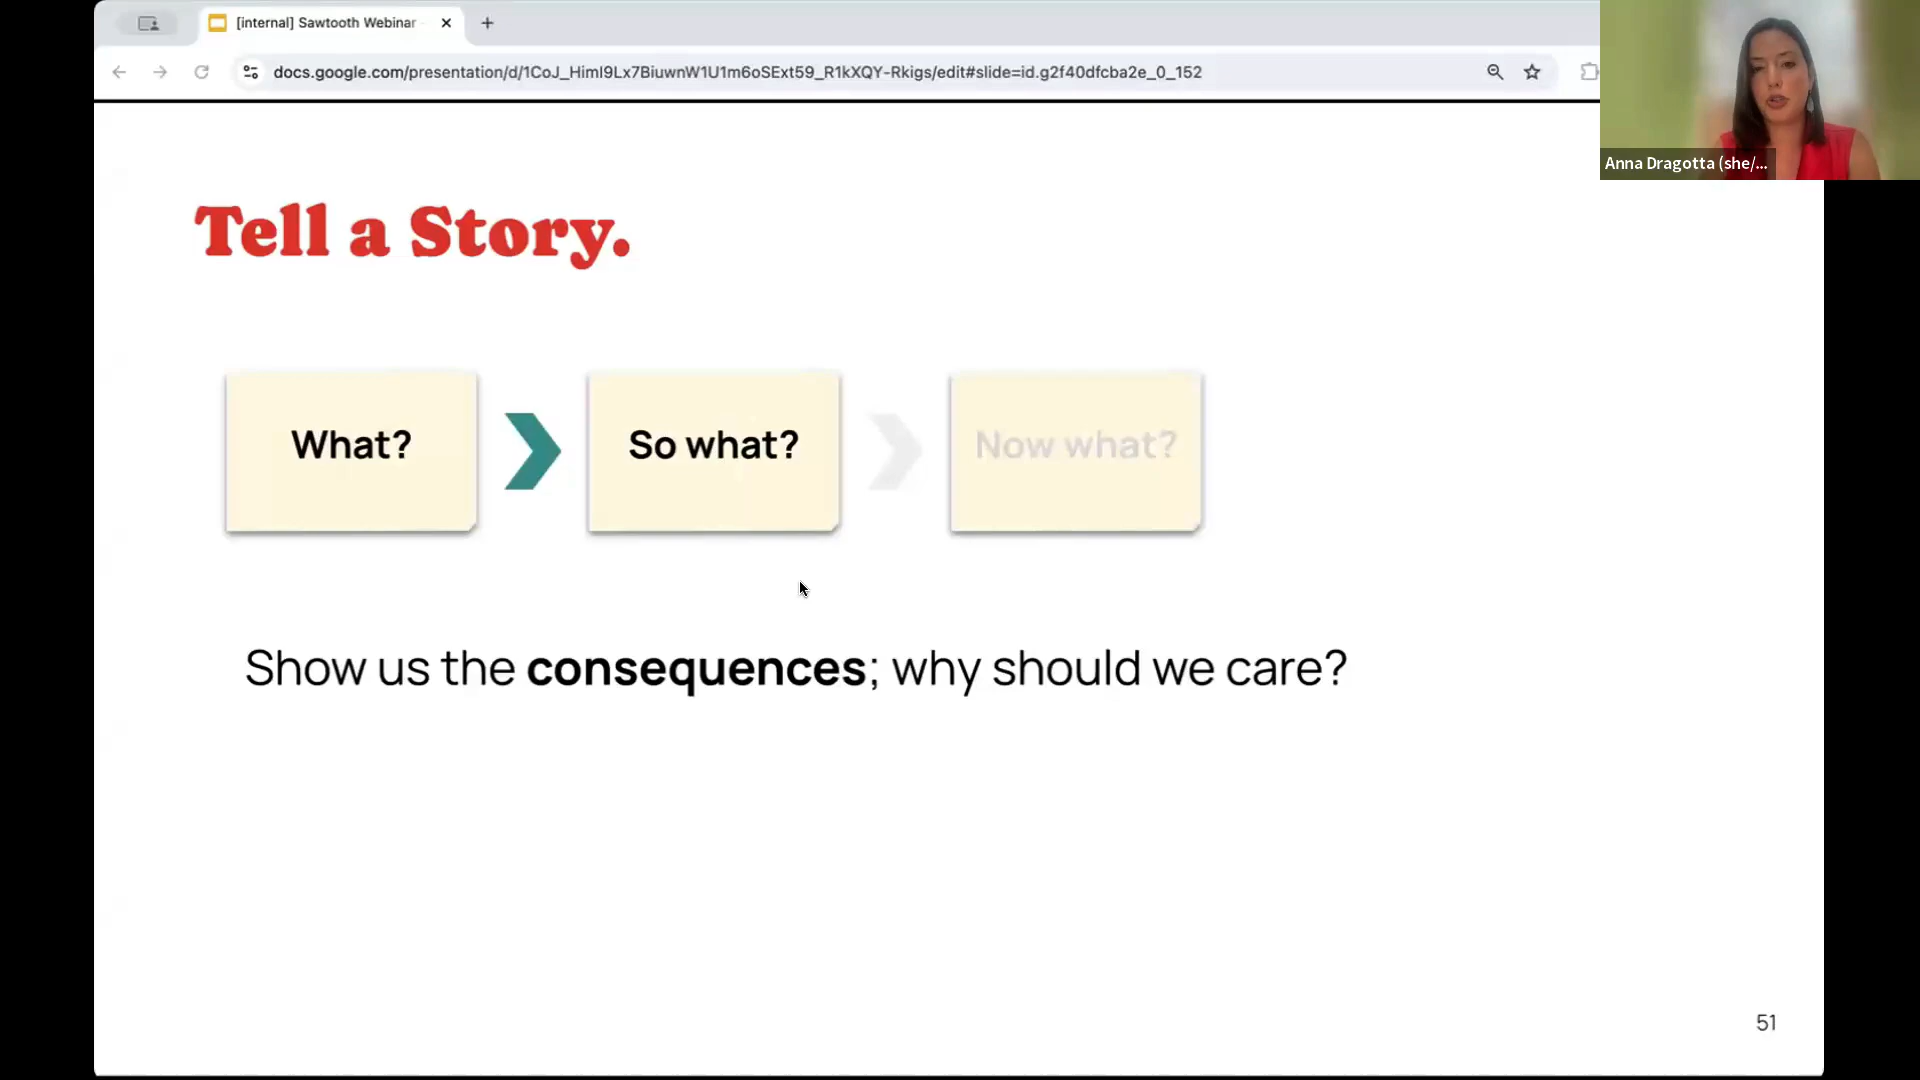 [internal] Sawtooth Webinar
docs.google.com/presentation/d/1CoJ_HimI9Lx7BiuwnW1U1m6oSExt59_R1kXQY-Rkigs/edit#slide=id.g2f40dfcba2e_0_152
Anna Dragotta (she/...
Tell a Story.
What?
So what?
Now what?
Show us the consequences; why should we care?
51